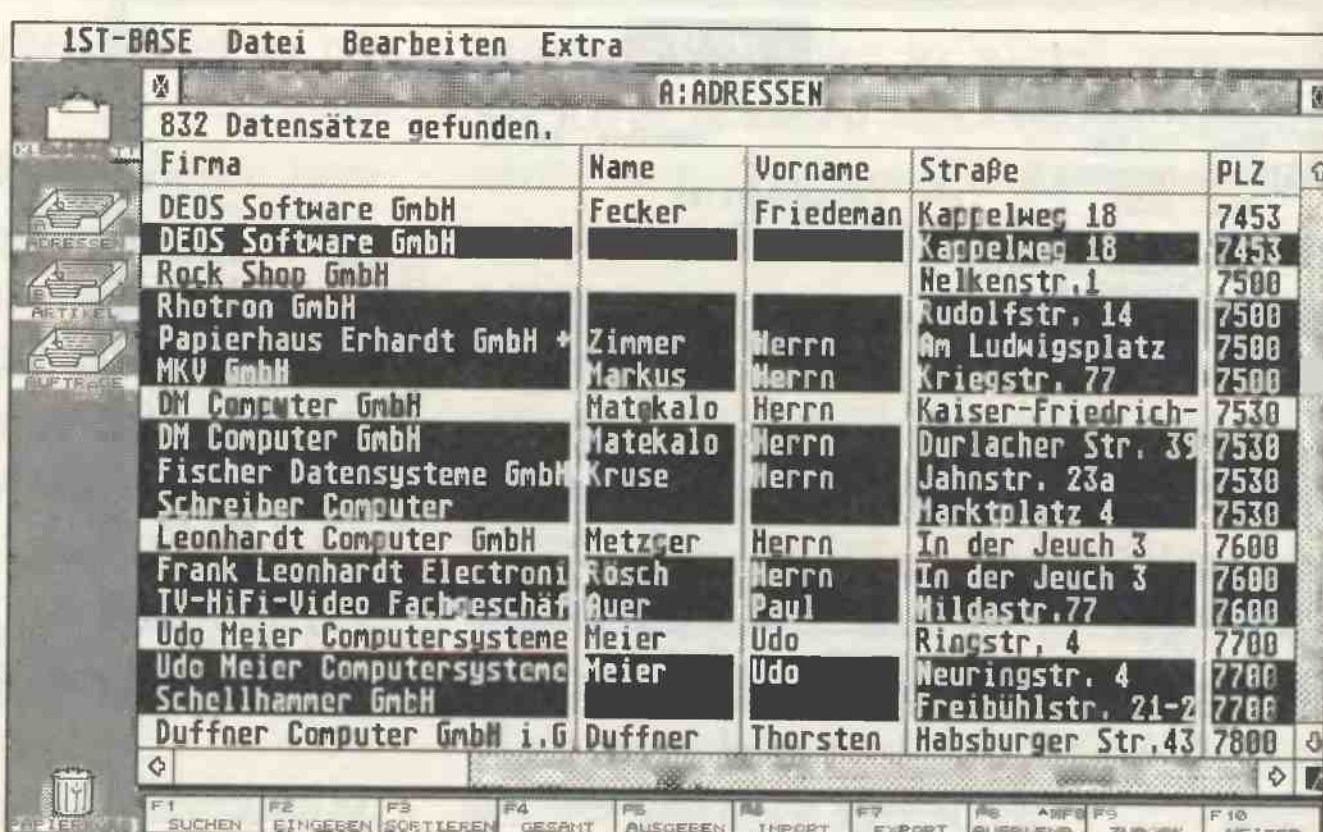 1ST-BASE Datei Bearbeiten Extra
A:ADRESSEN
832 Datensätze gefunden.
Firma Name Vorname Straße PLZ
DEOS Software GmbH Fecker Friedeman Kappelweg 18 7453
DEOS Software GmbH Kappelweg 18 7453
Rock Shop GmbH Nelkenstr.1 7500
Rhotron GmbH Rudolfstr. 14 7500
Papierhaus Erhardt GmbH + Zimmer Herrn Am Ludwigsplatz 7500
MKV GmbH Markus Herrn Kriegstr. 77 7500
DM Computer GmbH Matekalo Herrn Kaiser-Friedrich- 7530
DM Computer GmbH Matekalo Herrn Durlacher Str. 39 7530
Fischer Datensysteme GmbH Kruse Herrn Jahnstr. 23a 7530
Schreiber Computer Marktplatz 4 7530
Leonhardt Computer GmbH Metzger Herrn In der Jeuch 3 7600
Frank Leonhardt Electroni Rösch Herrn In der Jeuch 3 7600
TV-HiFi-Video Fachgeschäf Auer Paul Hildastr.77 7600
Udo Meier Computersysteme Meier Udo Ringstr. 4 7700
Udo Meier Computersysteme Meier Udo Neuringstr. 4 7700
Schellhammer GmbH Freibühlstr. 21-2 7700
Duffner Computer GmbH i.G Duffner Thorsten Habsburger Str.43 7800
ADRESSEN
ARTIKEL
AUFTRÄGE
PAPIERKORB
F1 SUCHEN F2 EINGEBEN F3 SORTIEREN F4 GESAMT F5 AUSGEBEN F6 IMPORT F7 EXPORT F8 F9 F10